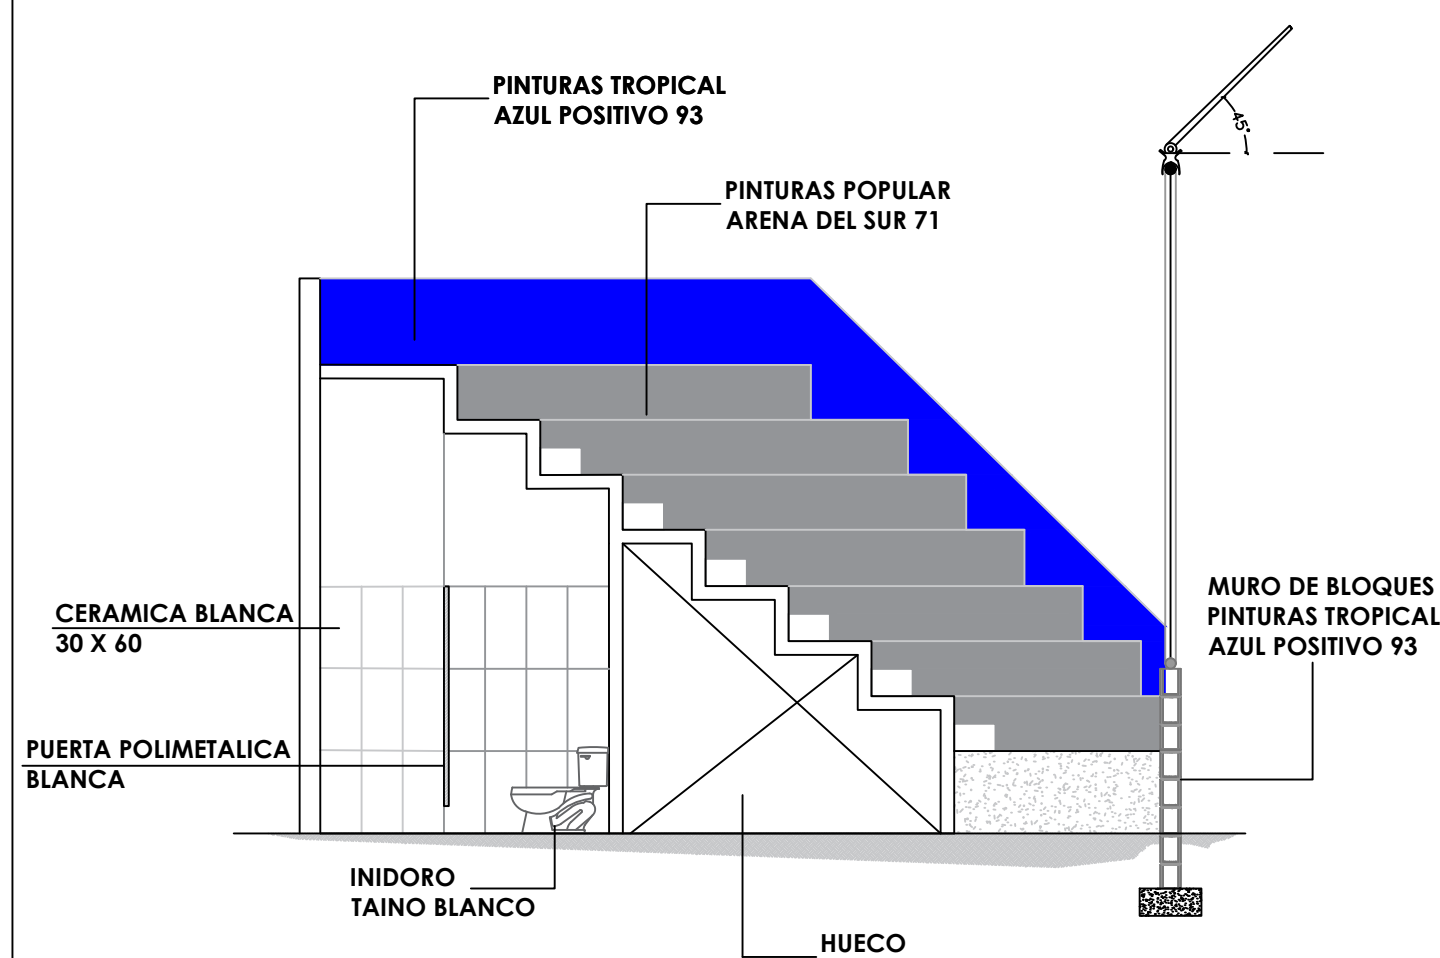 PINTURAS TROPICAL
AZUL POSITIVO 93
45°
PINTURAS POPULAR
ARENA DEL SUR 71
MURO DE BLOQUES
PINTURAS TROPICAL
AZUL POSITIVO 93
CERAMICA BLANCA
30 X 60
PUERTA POLIMETALICA
BLANCA
INIDORO
TAINO BLANCO
HUECO